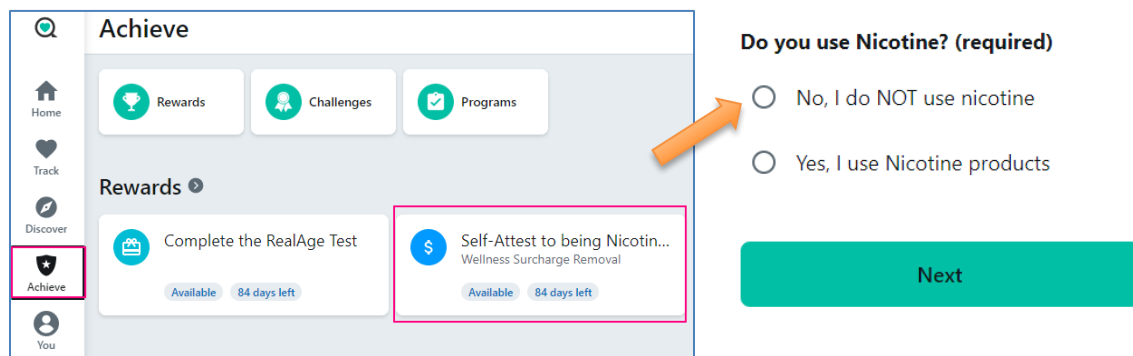 Achieve
Home
Track
Discover
Achieve
You
Rewards
Challenges
Programs
Rewards
Complete the RealAge Test
Available
84 days left
Self-Attest to being Nicotin...
Wellness Surcharge Removal
Available
84 days left
Do you use Nicotine? (required)
No, I do NOT use nicotine
Yes, I use Nicotine products
Next